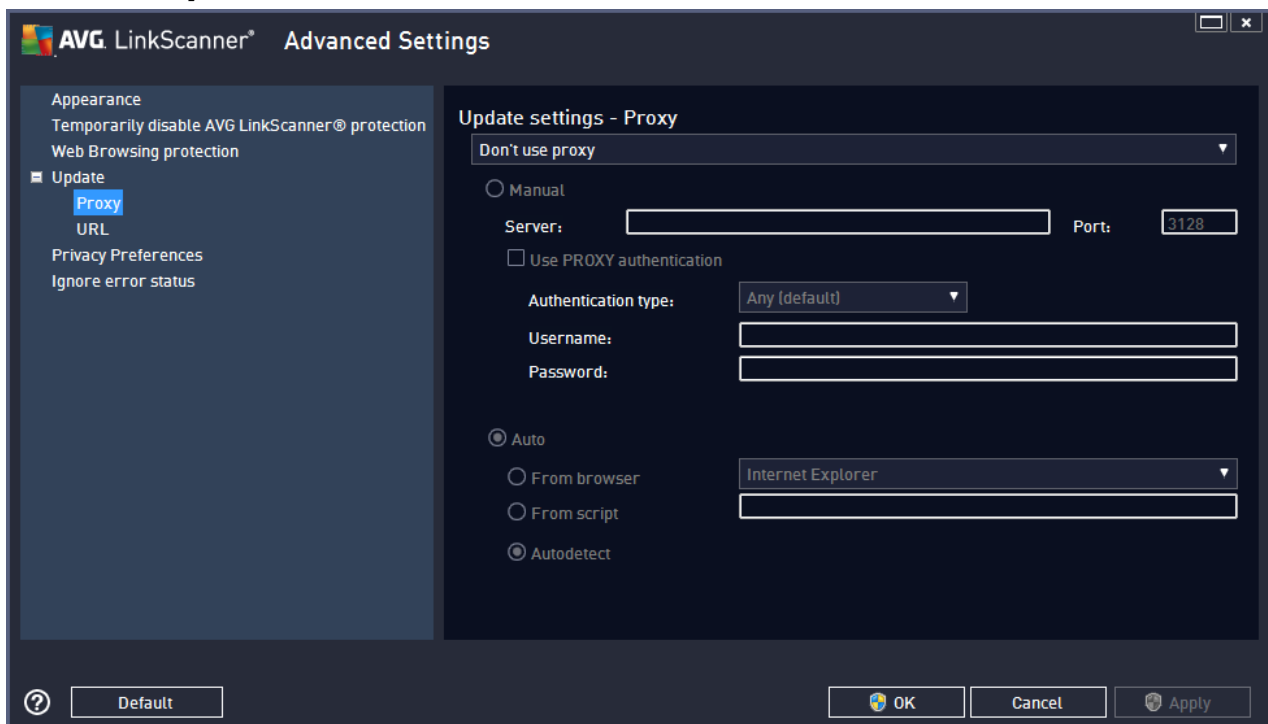 AVG. LinkScanner® Advanced Settings
Appearance
Temporarily disable AVG LinkScanner® protection
Web Browsing protection
Update
Proxy
URL
Privacy Preferences
Ignore error status
Update settings - Proxy
Don't use proxy
Manual
Server: Port: 3128
Use PROXY authentication
Authentication type: Any (default)
Username:
Password:
Auto
From browser Internet Explorer
From script
Autodetect
? Default OK Cancel Apply